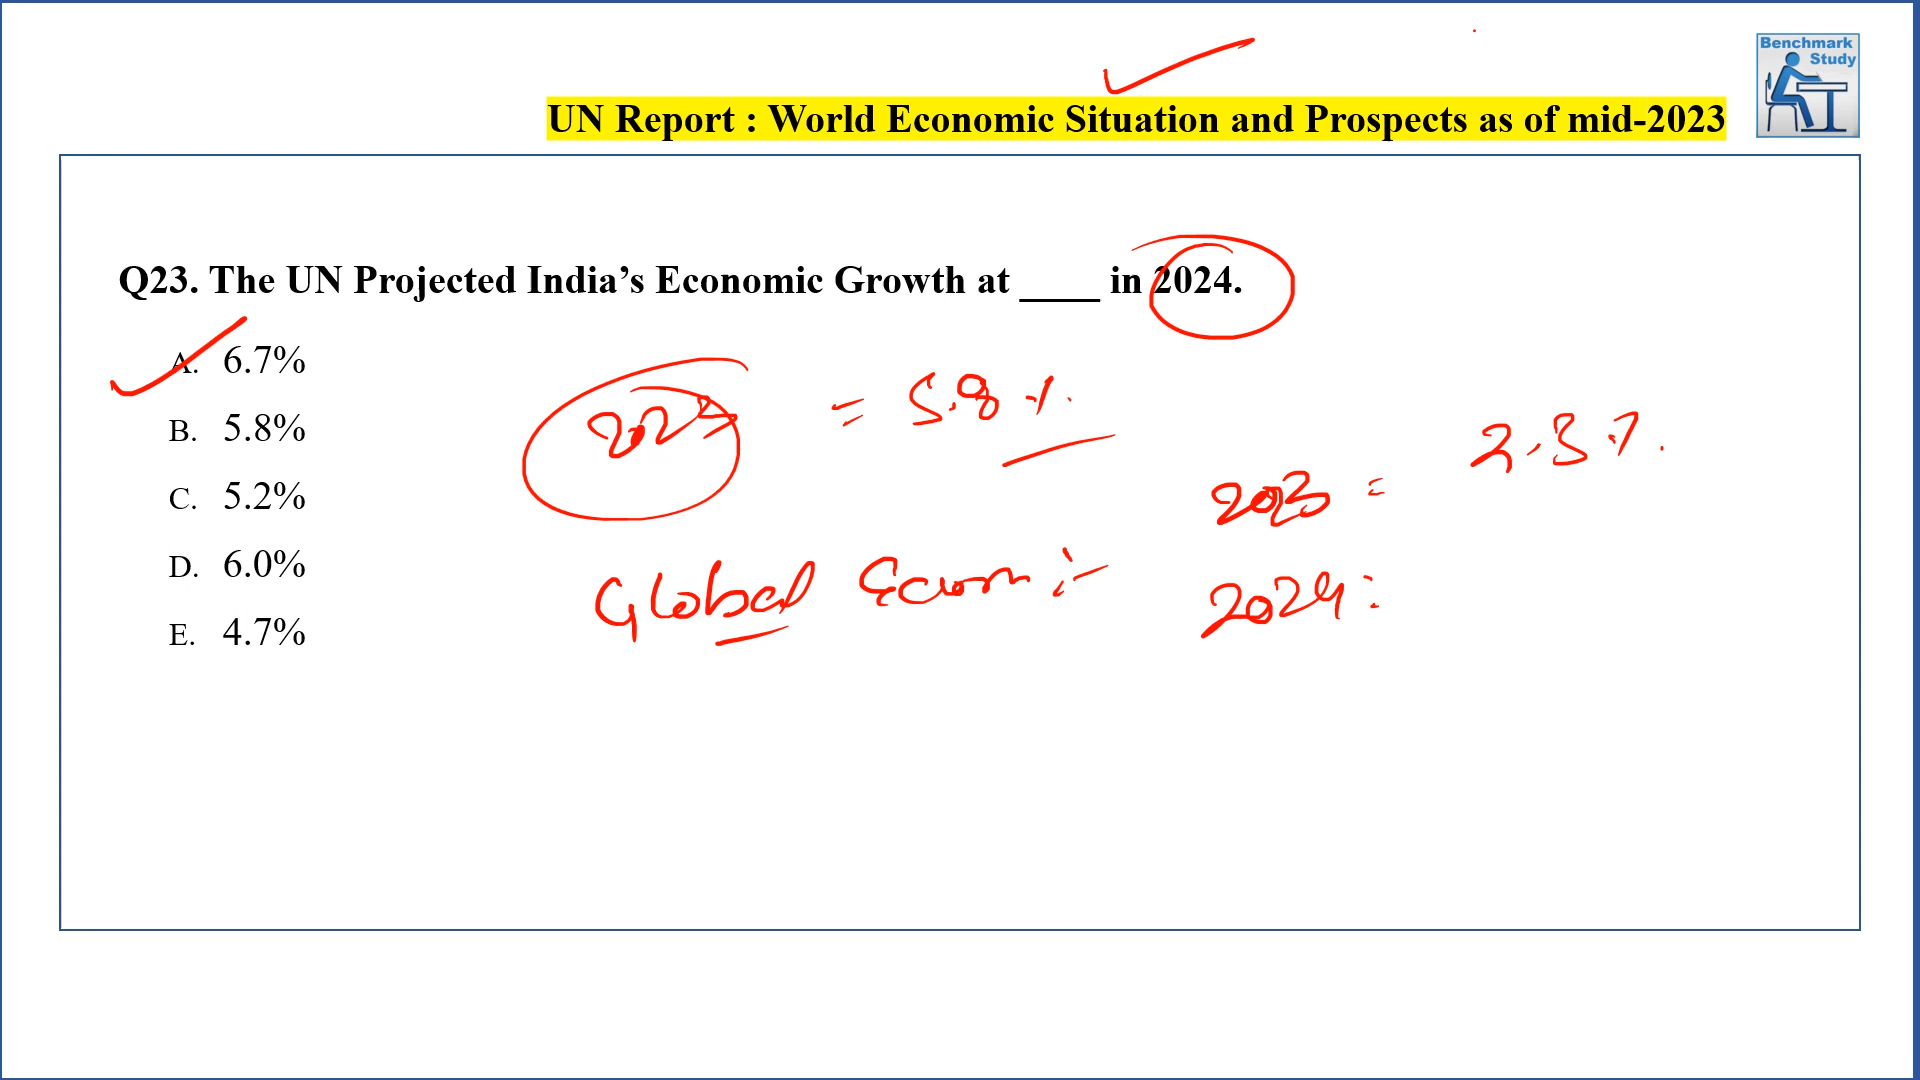 Benchmark
Study
UN Report : World Economic Situation and Prospects as of mid-2023
Q23. The UN Projected India’s Economic Growth at ____ in 2024.
A. 6.7%
B. 5.8%
C. 5.2%
D. 6.0%
E. 4.7%
= 5.8%.
2023 = 2.3%.
Global Econom :-
2024 :